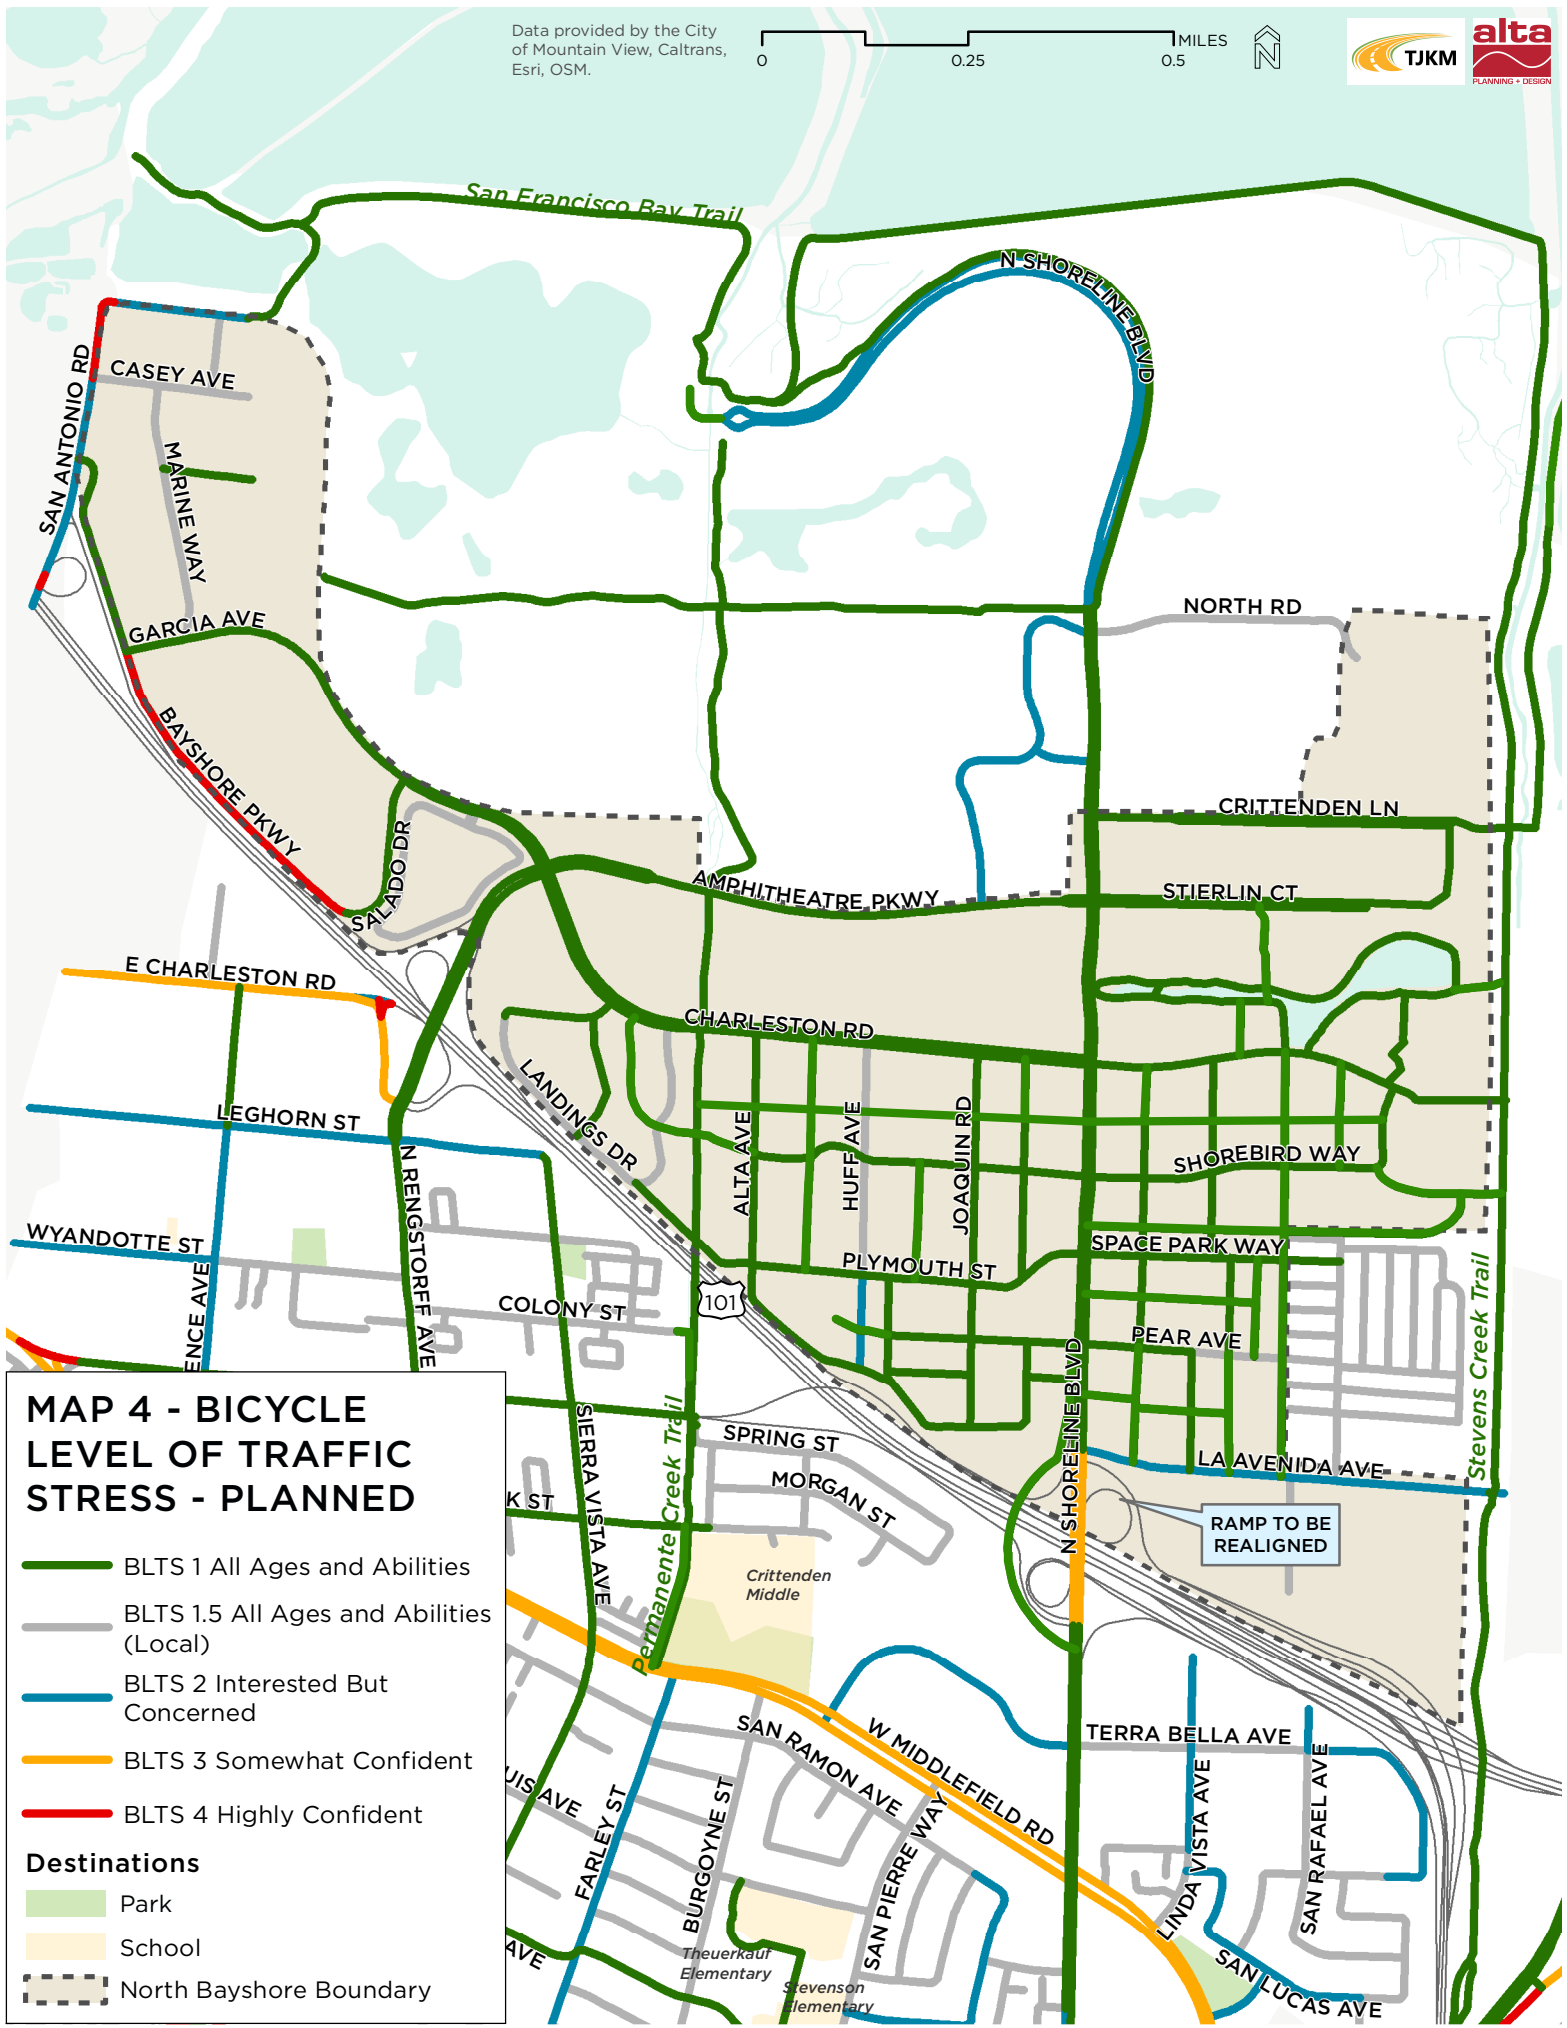 Data provided by the City
of Mountain View, Caltrans,
Esri, OSM.
MILES
0
0.25
0.5
N
TJKM
alta
PLANNING + DESIGN
San Francisco Bay Trail
N SHORELINE BLVD
SAN ANTONIO RD
CASEY AVE
MARINE WAY
GARCIA AVE
NORTH RD
BAYSHORE PKWY
CRITTENDEN LN
SALADO DR
AMPHITHEATRE PKWY
STIERLIN CT
E CHARLESTON RD
CHARLESTON RD
LANDINGS DR
LEGHORN ST
ALTA AVE
HUFF AVE
JOAQUIN RD
SHOREBIRD WAY
N RENGSTORFF AVE
WYANDOTTE ST
SPACE PARK WAY
PLYMOUTH ST
ENCE AVE
COLONY ST
101
PEAR AVE
Stevens Creek Trail
N SHORELINE BLVD
Permanente Creek Trail
SIERRA VISTA AVE
SPRING ST
LA AVENIDA AVE
MORGAN ST
K ST
RAMP TO BE
REALIGNED
Crittenden
Middle
W MIDDLEFIELD RD
SAN RAMON AVE
TERRA BELLA AVE
UIS AVE
FARLEY ST
BURGOYNE ST
SAN PIERRE WAY
LINDA VISTA AVE
SAN RAFAEL AVE
AVE
Theuerkauf
Elementary
Stevenson
Elementary
SAN LUCAS AVE
MAP 4 - BICYCLE
LEVEL OF TRAFFIC
STRESS - PLANNED
BLTS 1 All Ages and Abilities
BLTS 1.5 All Ages and Abilities
(Local)
BLTS 2 Interested But
Concerned
BLTS 3 Somewhat Confident
BLTS 4 Highly Confident
Destinations
Park
School
North Bayshore Boundary